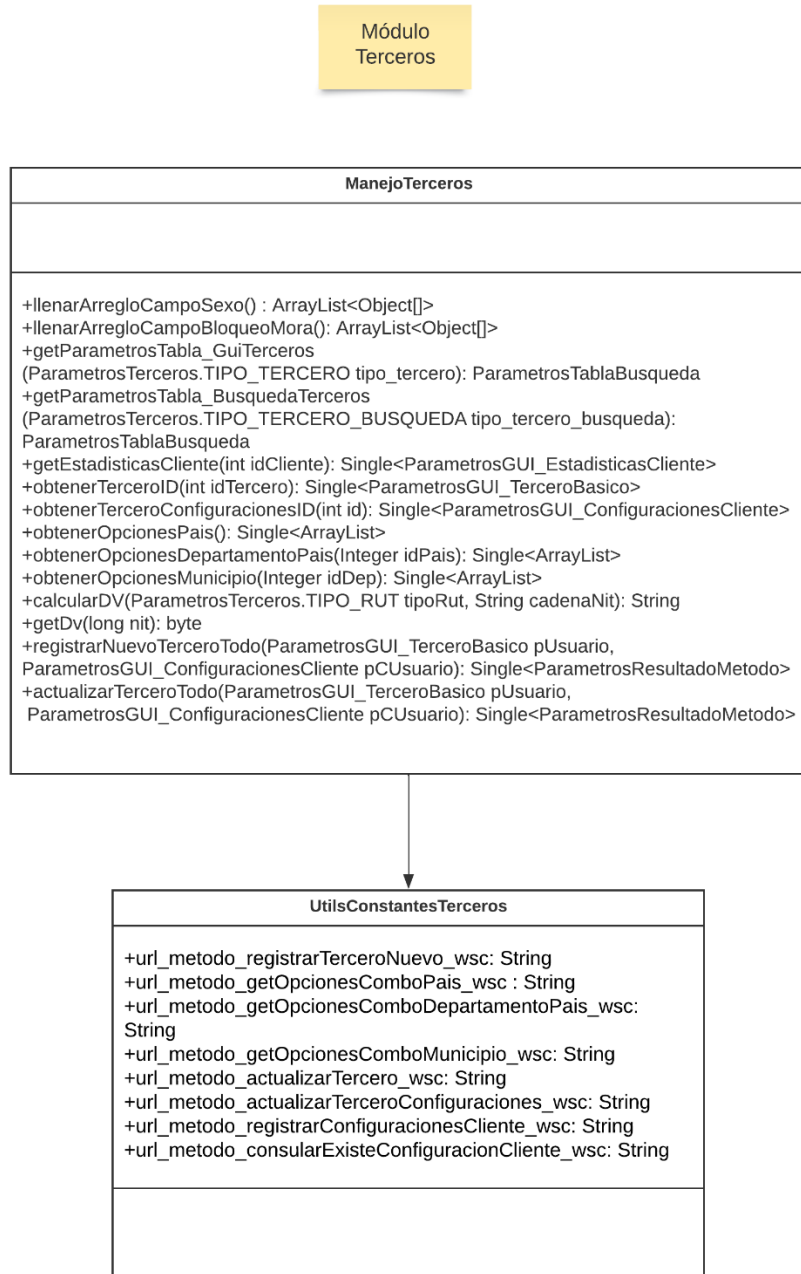 Módulo
Terceros
ManejoTerceros
+llenarArregloCampoSexo() : ArrayList<Object[]>
+llenarArregloCampoBloqueoMora(): ArrayList<Object[]>
+getParametrosTabla_GuiTerceros
(ParametrosTerceros.TIPO_TERCERO tipo_tercero): ParametrosTablaBusqueda
+getParametrosTabla_BusquedaTerceros
(ParametrosTerceros.TIPO_TERCERO_BUSQUEDA tipo_tercero_busqueda):
ParametrosTablaBusqueda
+getEstadisticasCliente(int idCliente): Single<ParametrosGUI_EstadisticasCliente>
+obtenerTerceroID(int idTercero): Single<ParametrosGUI_TerceroBasico>
+obtenerTerceroConfiguracionesID(int id): Single<ParametrosGUI_ConfiguracionesCliente>
+obtenerOpcionesPais(): Single<ArrayList>
+obtenerOpcionesDepartamentoPais(Integer idPais): Single<ArrayList>
+obtenerOpcionesMunicipio(Integer idDep): Single<ArrayList>
+calcularDV(ParametrosTerceros.TIPO_RUT tipoRut, String cadenaNit): String
+getDv(long nit): byte
+registrarNuevoTerceroTodo(ParametrosGUI_TerceroBasico pUsuario,
ParametrosGUI_ConfiguracionesCliente pCUsuario): Single<ParametrosResultadoMetodo>
+actualizarTerceroTodo(ParametrosGUI_TerceroBasico pUsuario,
ParametrosGUI_ConfiguracionesCliente pCUsuario): Single<ParametrosResultadoMetodo>
UtilsConstantesTerceros
+url_metodo_registrarTerceroNuevo_wsc: String
+url_metodo_getOpcionesComboPais_wsc : String
+url_metodo_getOpcionesComboDepartamentoPais_wsc:
String
+url_metodo_getOpcionesComboMunicipio_wsc: String
+url_metodo_actualizarTercero_wsc: String
+url_metodo_actualizarTerceroConfiguraciones_wsc: String
+url_metodo_registrarConfiguracionesCliente_wsc: String
+url_metodo_consularExisteConfiguracionCliente_wsc: String